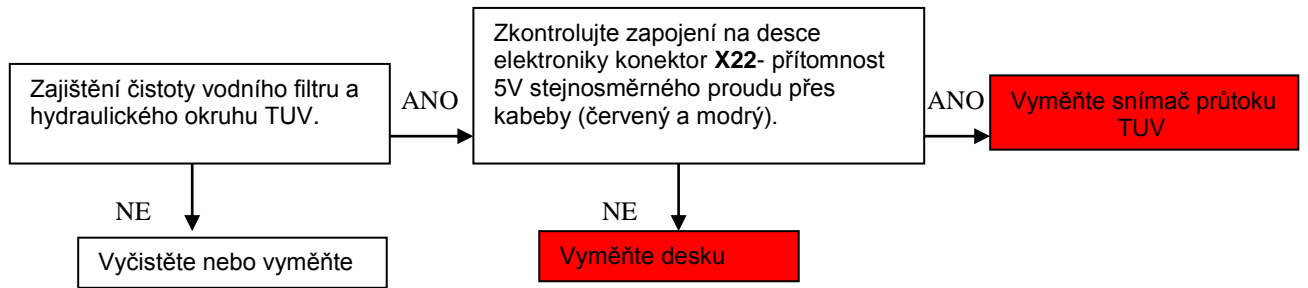 Zajištění čistoty vodního filtru a
hydraulického okruhu TUV.
ANO
Zkontrolujte zapojení na desce
elektroniky konektor X22- přítomnost
5V stejnosměrného proudu přes
kabeby (červený a modrý).
ANO
Vyměňte snímač průtoku
TUV
NE
Vyčistěte nebo vyměňte
NE
Vyměňte desku